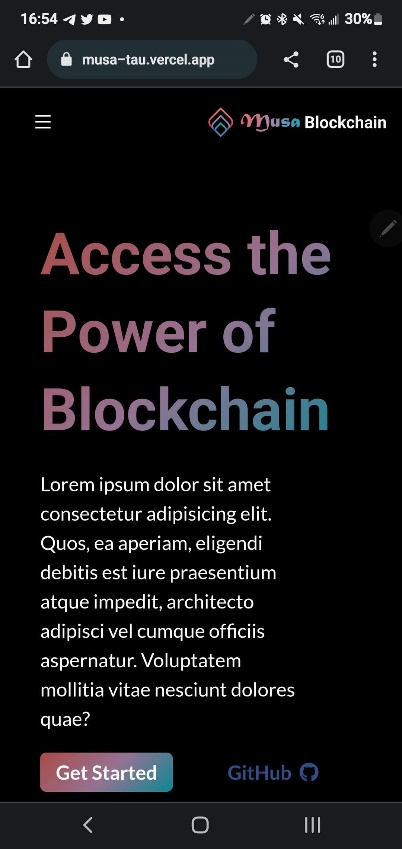 16:54
30%
musa-tau.vercel.app
10
Musa Blockchain
Access the
Power of
Blockchain
Lorem ipsum dolor sit amet
consectetur adipisicing elit.
Quos, ea aperiam, eligendi
debitis est iure praesentium
atque impedit, architecto
adipisci vel cumque officiis
aspernatur. Voluptatem
mollitia vitae nesciunt dolores
quae?
Get Started
GitHub